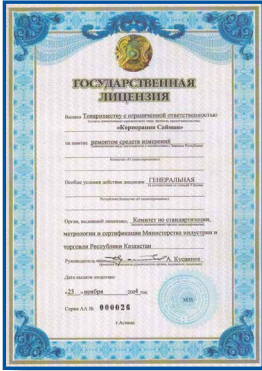 ГОСУДАРСТВЕННАЯ
ЛИЦЕНЗИЯ
Выдана Товариществу с ограниченной ответственностью
«Корпорация Сайман»
на занятие ремонтом средств измерений
Особые условия действия лицензии ГЕНЕРАЛЬНАЯ
Орган, выдавший лицензию, Комитет по стандартизации,
метрологии и сертификации Министерства индустрии и
торговли Республики Казахстан
Руководитель А. Кусаинов
Дата выдачи лицензии
«25» ноября 2004 года
Серия АА № 000026
г. Астана